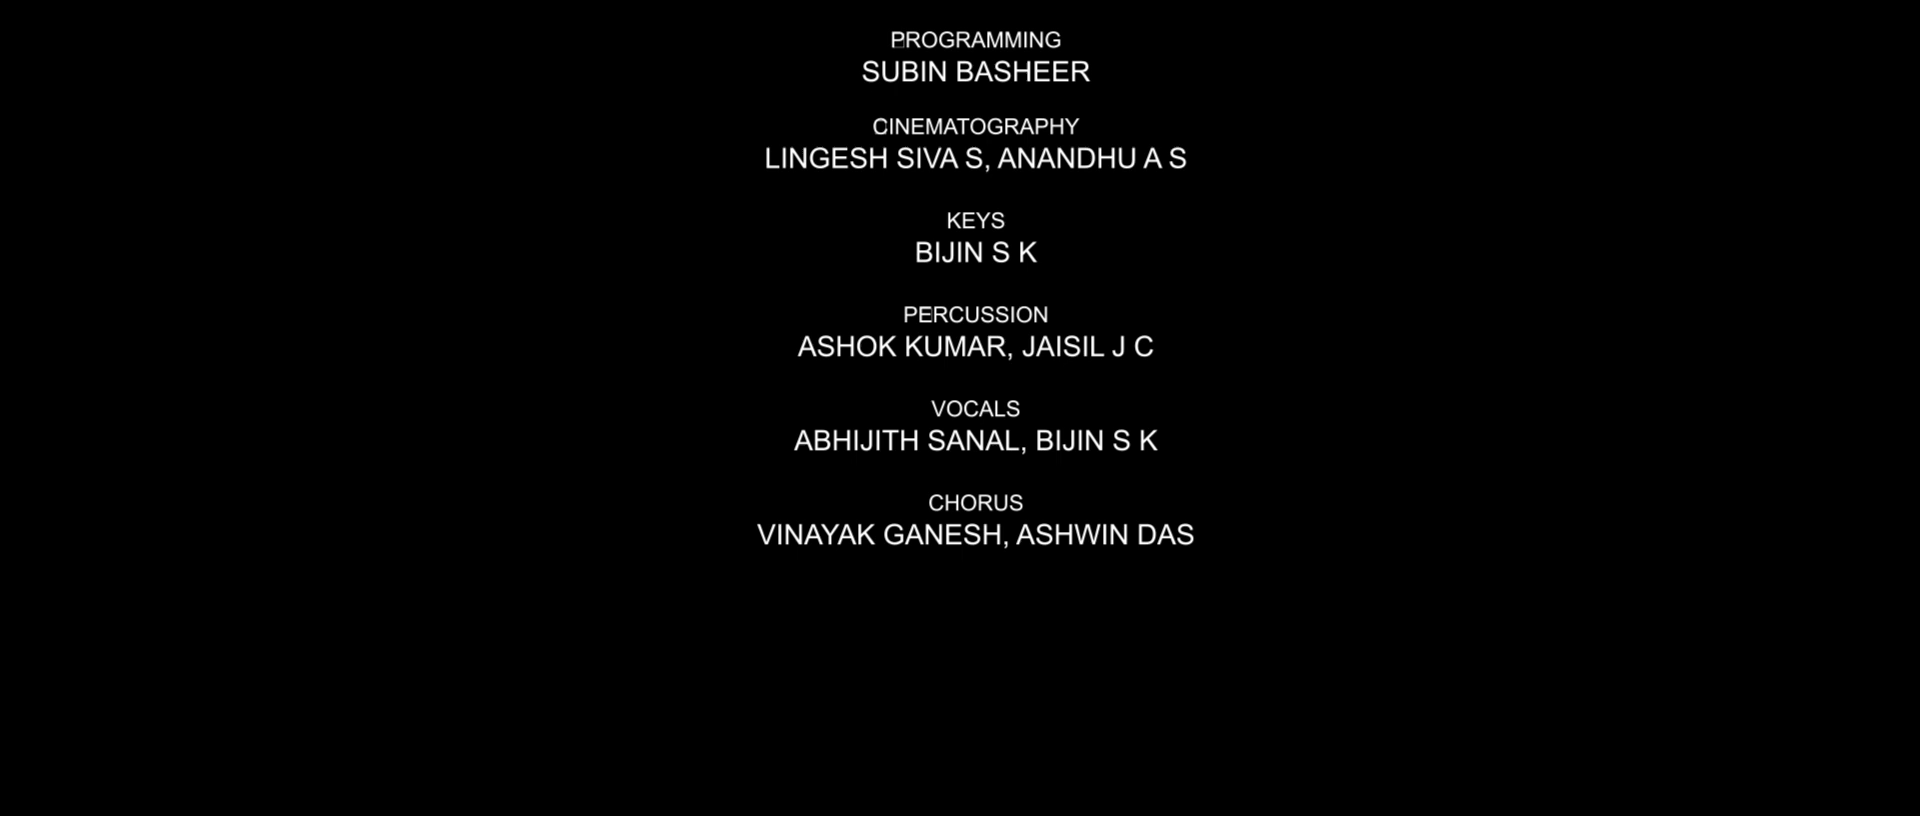 PROGRAMMING
SUBIN BASHEER
CINEMATOGRAPHY
LINGESH SIVA S, ANANDHU A S
KEYS
BIJIN S K
PERCUSSION
ASHOK KUMAR, JAISIL J C
VOCALS
ABHIJITH SANAL, BIJIN S K
CHORUS
VINAYAK GANESH, ASHWIN DAS